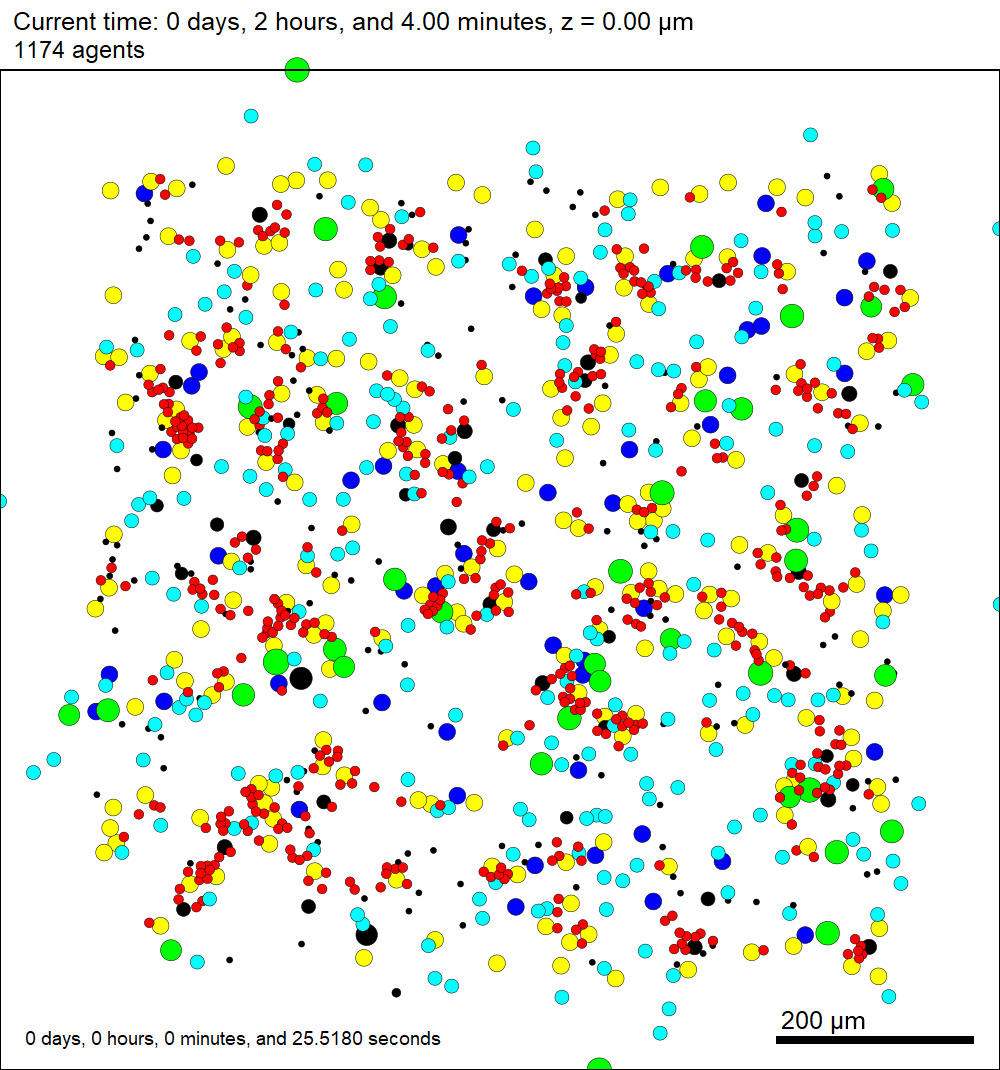 Current time: 0 days, 2 hours, and 4.00 minutes, z = 0.00 µm
1174 agents
200 µm
0 days, 0 hours, 0 minutes, and 25.5180 seconds